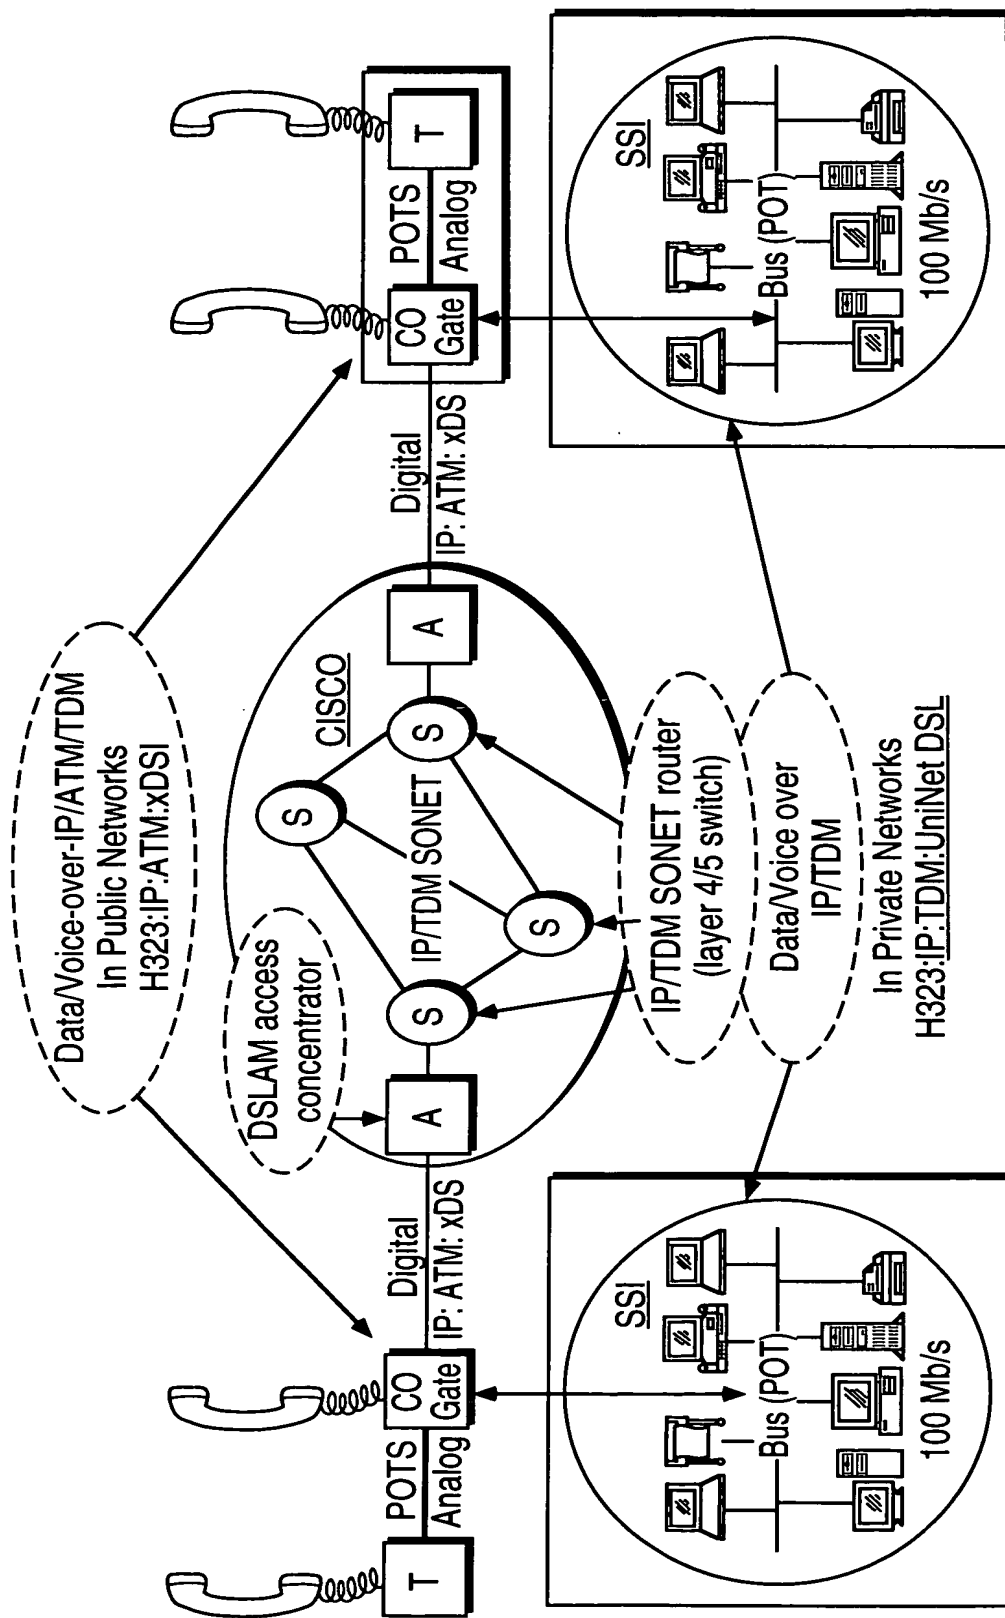 Data/Voice-over-IP/ATM/TDM
In Public Networks
H323:IP:ATM:xDSI
DSLAM access
concentrator
CISCO
T
POTS
Analog
CO
Gate
Digital
IP: ATM: xDS
A
S
S
IP/TDM SONET
S
S
A
Digital
IP: ATM: xDS
CO
Gate
POTS
Analog
T
SSI
Bus (POT)
100 Mb/s
IP/TDM SONET router
(layer 4/5 switch)
Data/Voice over
IP/TDM
In Private Networks
H323:IP:TDM:UniNet DSL
SSI
Bus (POT)
100 Mb/s